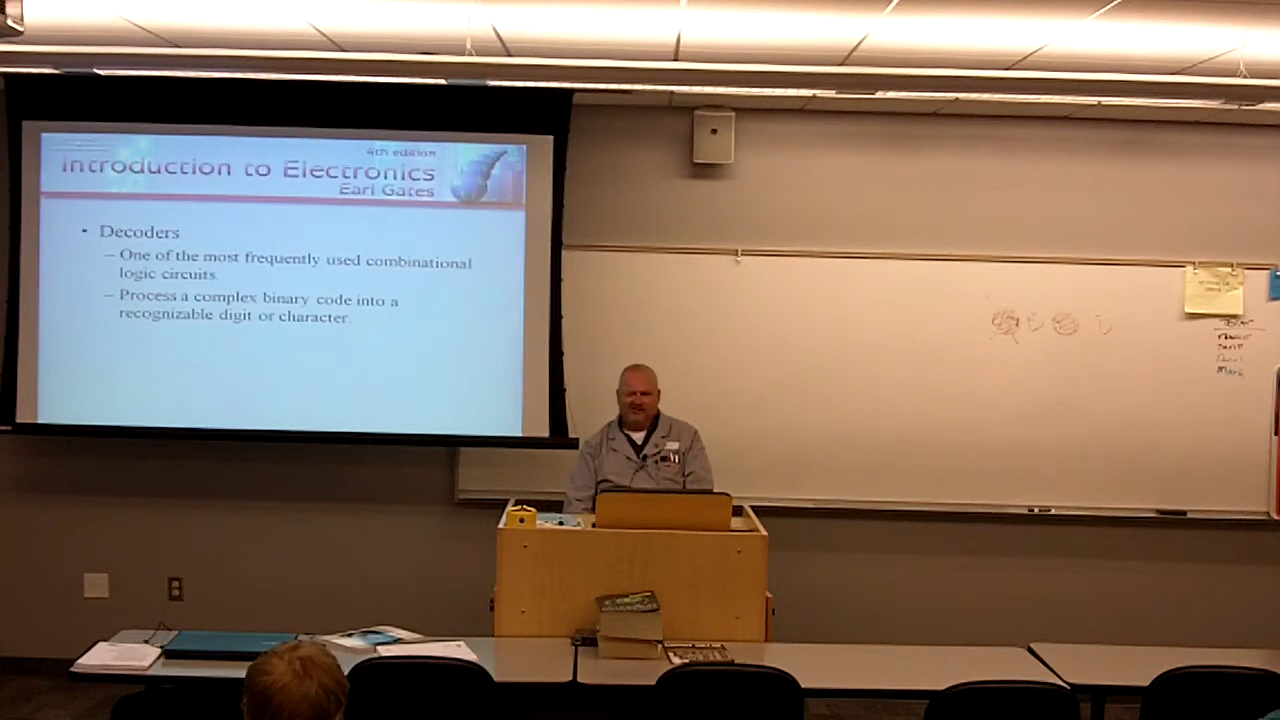 4th edition
Introduction to Electronics
Earl Gates
• Decoders
– One of the most frequently used combinational
logic circuits.
– Process a complex binary code into a
recognizable digit or character.
Mark